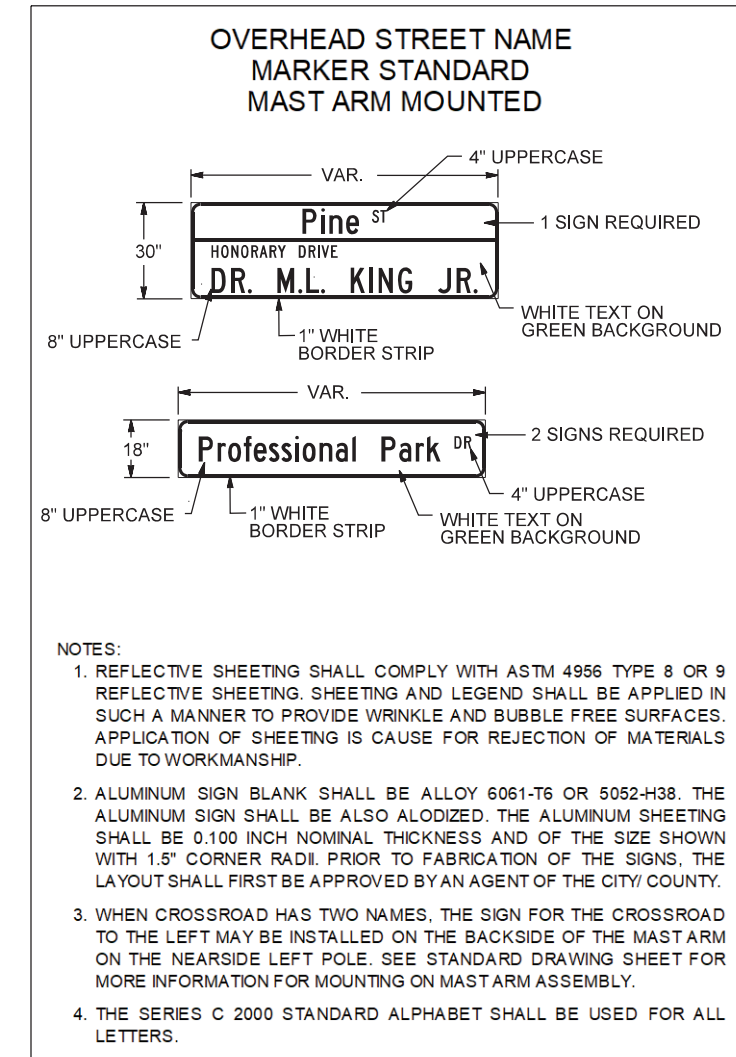 OVERHEAD STREET NAME
MARKER STANDARD
MAST ARM MOUNTED
4" UPPERCASE
VAR.
Pine ST
1 SIGN REQUIRED
30"
HONORARY DRIVE
DR. M.L. KING JR.
WHITE TEXT ON
GREEN BACKGROUND
8" UPPERCASE
1" WHITE
BORDER STRIP
VAR.
18"
Professional Park DR
2 SIGNS REQUIRED
4" UPPERCASE
8" UPPERCASE
1" WHITE
BORDER STRIP
WHITE TEXT ON
GREEN BACKGROUND
NOTES:
1. REFLECTIVE SHEETING SHALL COMPLY WITH ASTM 4956 TYPE 8 OR 9
REFLECTIVE SHEETING. SHEETING AND LEGEND SHALL BE APPLIED IN
SUCH A MANNER TO PROVIDE WRINKLE AND BUBBLE FREE SURFACES.
APPLICATION OF SHEETING IS CAUSE FOR REJECTION OF MATERIALS
DUE TO WORKMANSHIP.
2. ALUMINUM SIGN BLANK SHALL BE ALLOY 6061-T6 OR 5052-H38. THE
ALUMINUM SIGN SHALL BE ALSO ALODIZED. THE ALUMINUM SHEETING
SHALL BE 0.100 INCH NOMINAL THICKNESS AND OF THE SIZE SHOWN
WITH 1.5" CORNER RADII. PRIOR TO FABRICATION OF THE SIGNS, THE
LAYOUT SHALL FIRST BE APPROVED BY AN AGENT OF THE CITY/ COUNTY.
3. WHEN CROSSROAD HAS TWO NAMES, THE SIGN FOR THE CROSSROAD
TO THE LEFT MAY BE INSTALLED ON THE BACKSIDE OF THE MAST ARM
ON THE NEARSIDE LEFT POLE. SEE STANDARD DRAWING SHEET FOR
MORE INFORMATION FOR MOUNTING ON MAST ARM ASSEMBLY.
4. THE SERIES C 2000 STANDARD ALPHABET SHALL BE USED FOR ALL
LETTERS.